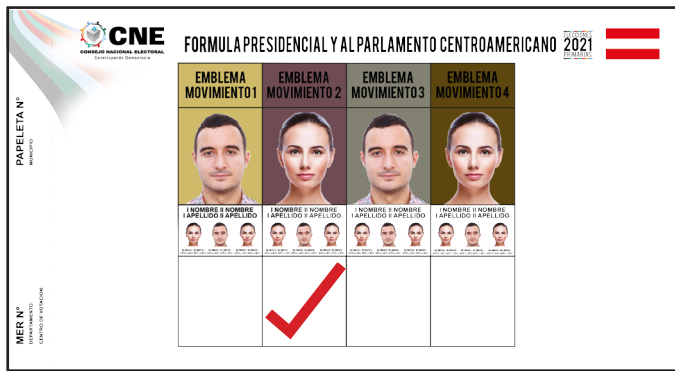 CNE
CONSEJO NACIONAL ELECTORAL
Construyendo Democracia
FORMULA PRESIDENCIAL Y AL PARLAMENTO CENTROAMERICANO
ELECCIONES
2021
PRIMARIAS
PAPELETA N°
MUNICIPIO:
MER N°
DEPARTAMENTO:
CENTRO DE VOTACIÓN:
EMBLEMA
MOVIMIENTO 1
EMBLEMA
MOVIMIENTO 2
EMBLEMA
MOVIMIENTO 3
EMBLEMA
MOVIMIENTO 4
I NOMBRE II NOMBRE
I APELLIDO II APELLIDO
I NOMBRE II NOMBRE
I APELLIDO II APELLIDO
I NOMBRE II NOMBRE
I APELLIDO II APELLIDO
I NOMBRE II NOMBRE
I APELLIDO II APELLIDO